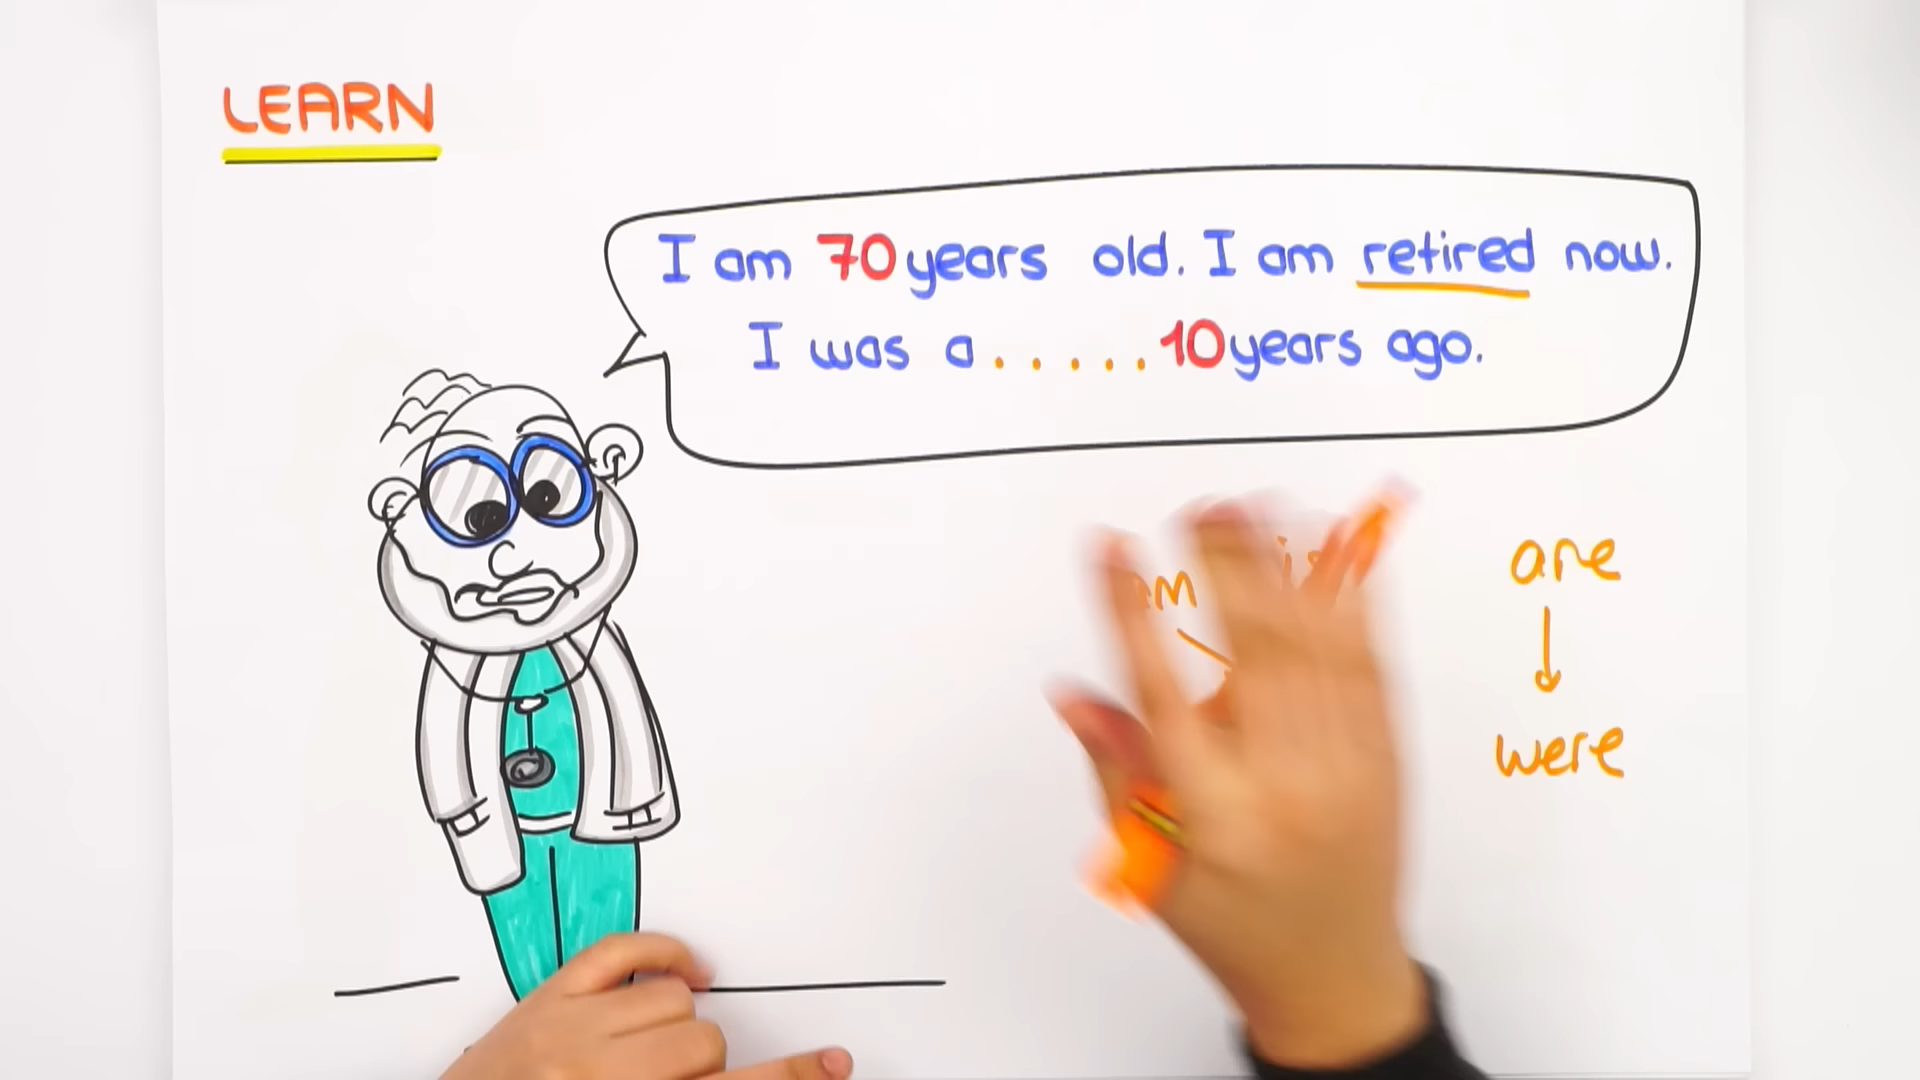 LEARN
I am 70 years old. I am retired now.
I was a ..... 10 years ago.
are
were